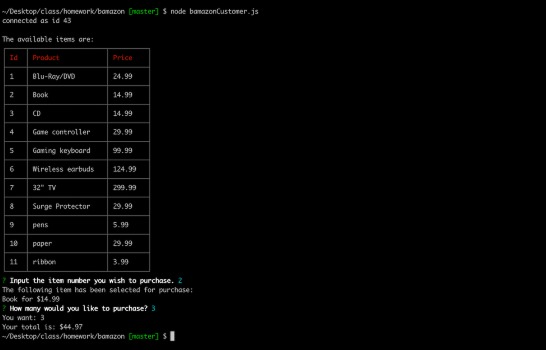 ~/Desktop/class/homework/bamazon [master] $ node bamazonCustomer.js
connected as id 43
The available items are:
Id Product Price
1 Blu-Ray/DVD 24.99
2 Book 14.99
3 CD 14.99
4 Game controller 29.99
5 Gaming keyboard 99.99
6 Wireless earbuds 124.99
7 32" TV 299.99
8 Surge Protector 29.99
9 pens 5.99
10 paper 29.99
11 ribbon 3.99
? Input the item number you wish to purchase. 2
The following item has been selected for purchase:
Book for $14.99
? How many would you like to purchase? 3
You want: 3
Your total is: $44.97
~/Desktop/class/homework/bamazon [master] $